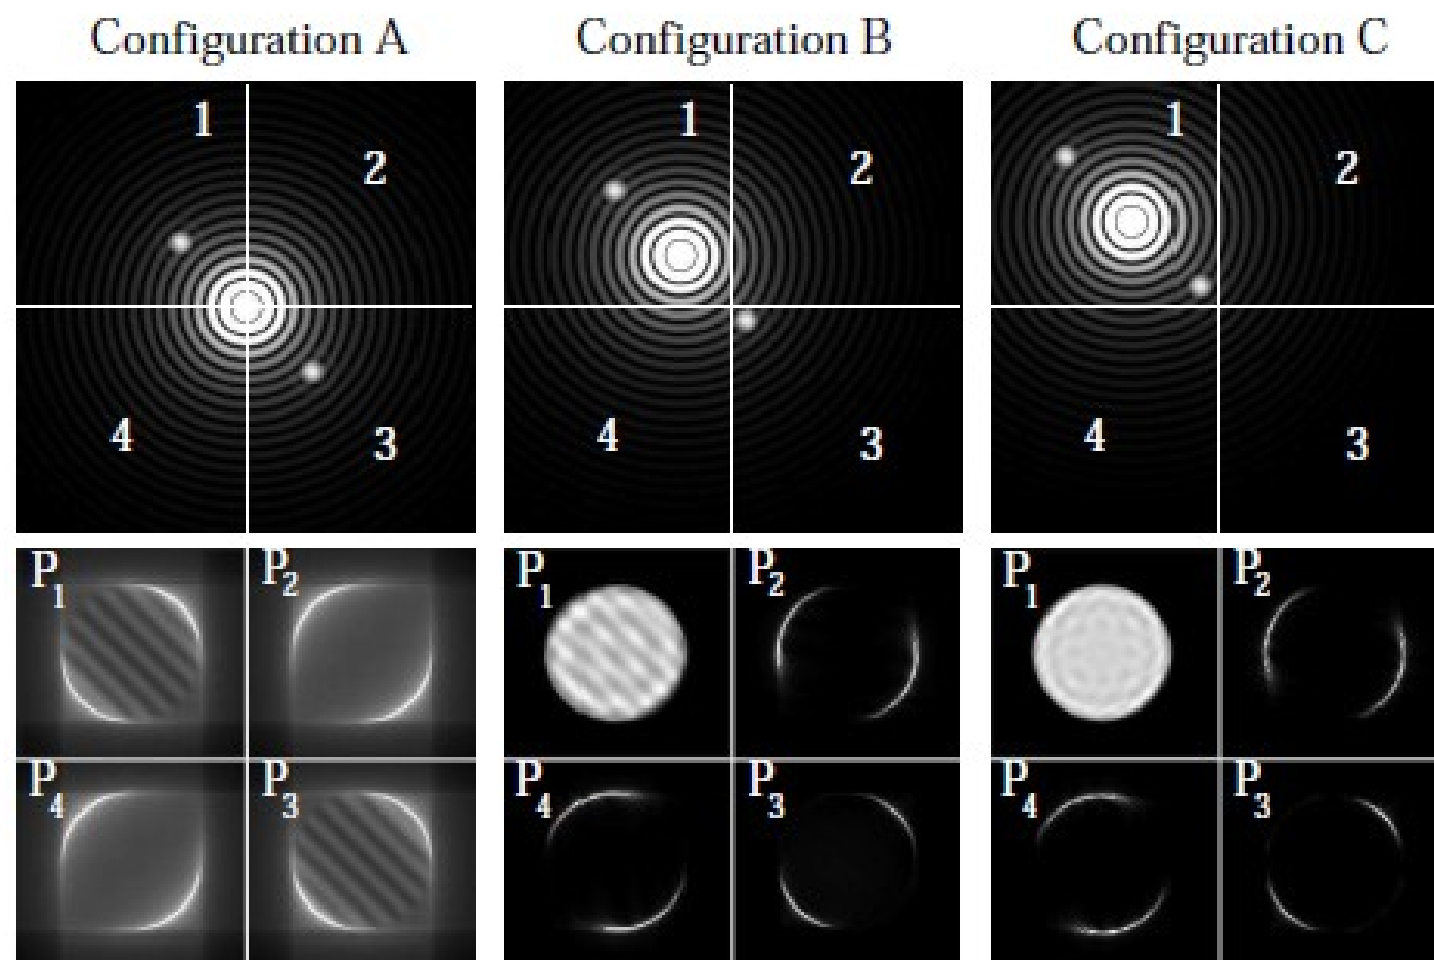 Configuration A Configuration B Configuration C
1 1 1
2 2 2
4 3 4 3 4 3
P1 P2 P1 P2 P1 P2
P4 P3 P4 P3 P4 P3